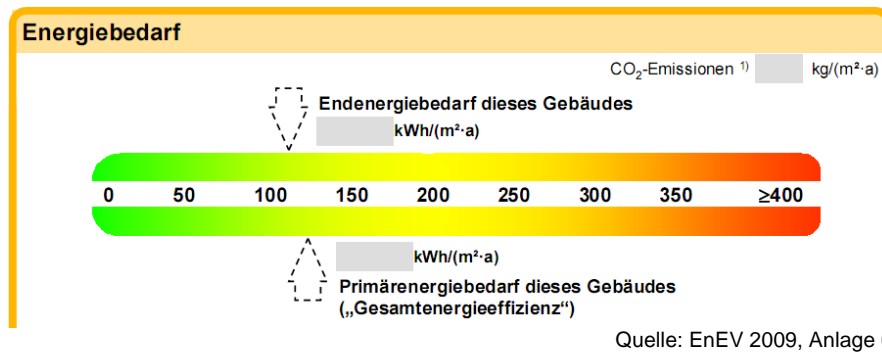 Energiebedarf
CO₂-Emissionen ¹⁾ kg/(m²·a)
Endenergiebedarf dieses Gebäudes
kWh/(m²·a)
0 50 100 150 200 250 300 350 ≥400
kWh/(m²·a)
Primärenergiebedarf dieses Gebäudes
(„Gesamtenergieeffizienz“)
Quelle: EnEV 2009, Anlage